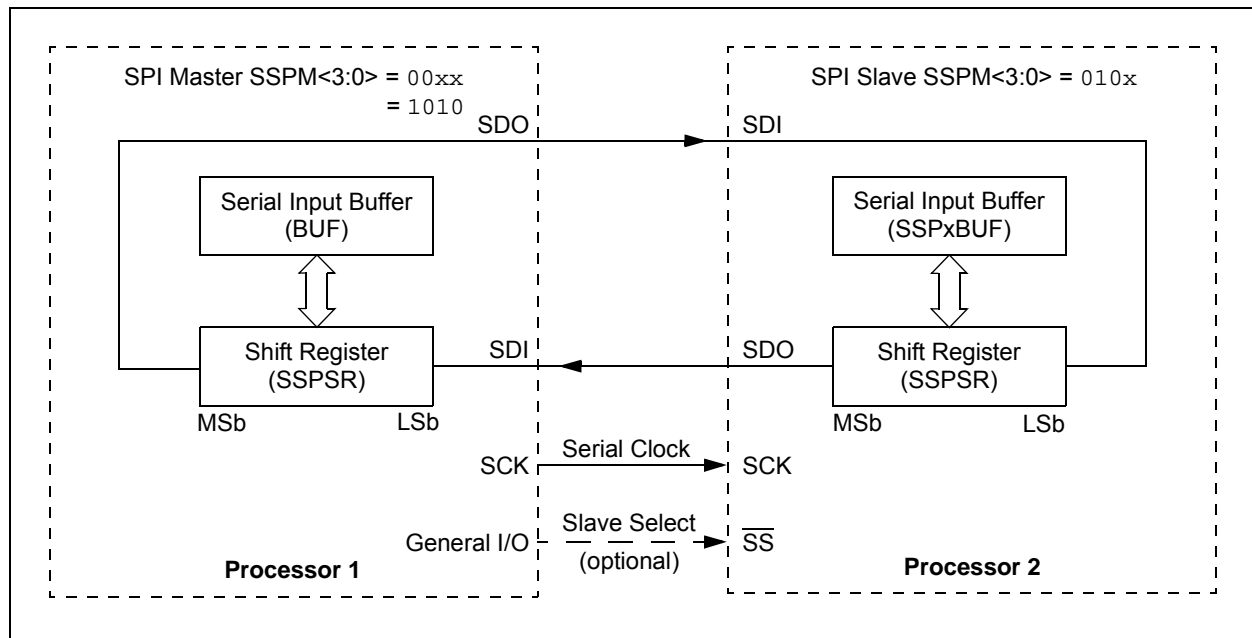 SPI Master SSPM<3:0> = 00xx
= 1010
SDO
Serial Input Buffer
(BUF)
Shift Register
(SSPSR)
MSb
LSb
SDI
SCK
General I/O
Processor 1
Serial Clock
Slave Select
(optional)
SPI Slave SSPM<3:0> = 010x
SDI
Serial Input Buffer
(SSPxBUF)
SDO
Shift Register
(SSPSR)
MSb
LSb
SCK
SS
Processor 2